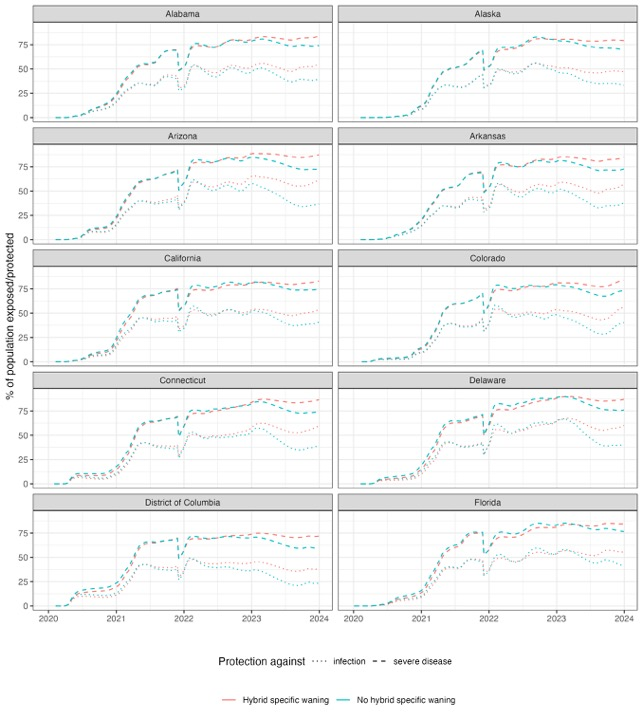 Alabama
Alaska
75
50
25
0
Arizona
Arkansas
75
50
25
0
California
Colorado
75
50
25
0
Connecticut
Delaware
75
50
25
0
District of Columbia
Florida
75
50
25
0
2020 2021 2022 2023 2024 2020 2021 2022 2023 2024
% of population exposed/protected
Protection against infection severe disease
Hybrid specific waning No hybrid specific waning